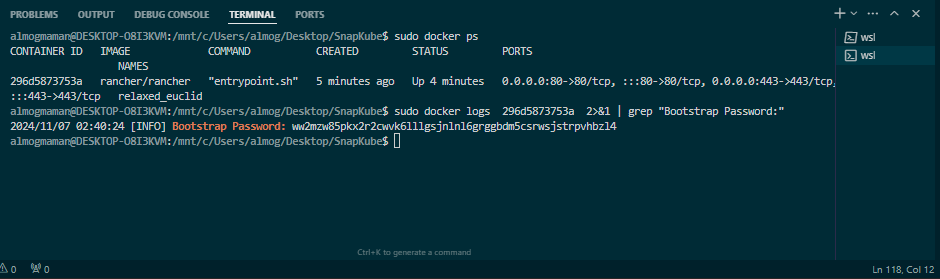 PROBLEMS OUTPUT DEBUG CONSOLE TERMINAL PORTS
almogmaman@DESKTOP-O8I3KVM:/mnt/c/Users/almog/Desktop/SnapKube$ sudo docker ps
CONTAINER ID IMAGE COMMAND CREATED STATUS PORTS
NAMES
296d5873753a rancher/rancher "entrypoint.sh" 5 minutes ago Up 4 minutes 0.0.0.0:80->80/tcp, :::80->80/tcp, 0.0.0.0:443->443/tcp,
:::443->443/tcp relaxed_euclid
almogmaman@DESKTOP-O8I3KVM:/mnt/c/Users/almog/Desktop/SnapKube$ sudo docker logs 296d5873753a 2>&1 | grep "Bootstrap Password:"
2024/11/07 02:40:24 [INFO] Bootstrap Password: ww2mzw85pkx2r2cwvk6lllgsjnlnl6grggbdm5csrwsjstrpvhbzl4
almogmaman@DESKTOP-O8I3KVM:/mnt/c/Users/almog/Desktop/SnapKube$
wsl
wsl
Ctrl+K to generate a command
0 0 Ln 118, Col 12